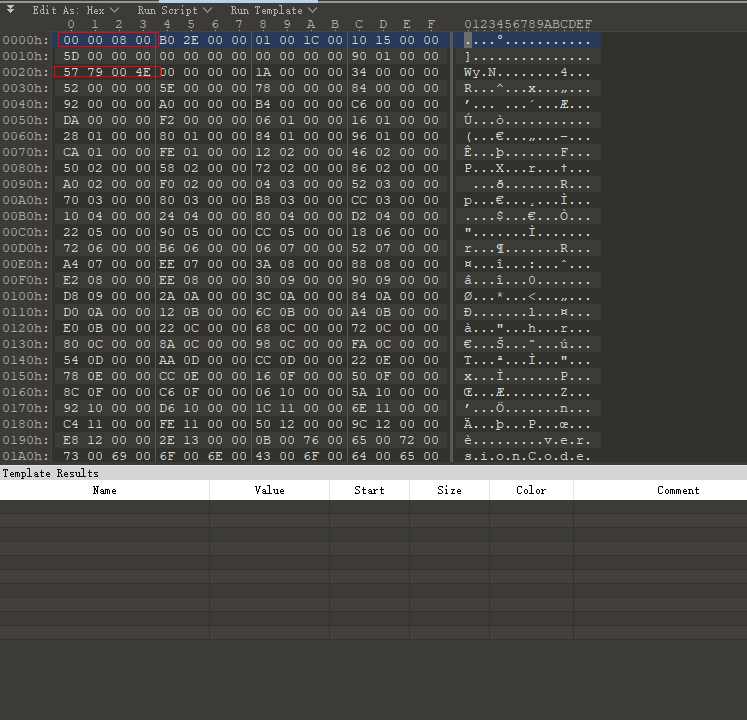 Edit As: Hex Run Script Run Template
0 1 2 3 4 5 6 7 8 9 A B C D E F 0123456789ABCDEF
0000h: 00 00 08 00 B0 2E 00 00 01 00 1C 00 10 15 00 00 ....°...........
0010h: 5D 00 00 00 00 00 00 00 00 00 00 00 90 01 00 00 ]...............
0020h: 57 79 00 4E 00 00 00 00 1A 00 00 00 34 00 00 00 Wy.N........4...
0030h: 52 00 00 00 5E 00 00 00 78 00 00 00 84 00 00 00 R...^...x...„...
0040h: 92 00 00 00 A0 00 00 00 B4 00 00 00 C6 00 00 00 ’... ...´...Æ...
0050h: DA 00 00 00 F2 00 00 00 06 01 00 00 16 01 00 00 Ú...ò...........
0060h: 28 01 00 00 80 01 00 00 84 01 00 00 96 01 00 00 (...€...„...–...
0070h: CA 01 00 00 FE 01 00 00 12 02 00 00 46 02 00 00 Ê...þ.......F...
0080h: 50 02 00 00 58 02 00 00 72 02 00 00 86 02 00 00 P...X...r...†...
0090h: A0 02 00 00 F0 02 00 00 04 03 00 00 52 03 00 00  ...ð.......R...
00A0h: 70 03 00 00 80 03 00 00 B8 03 00 00 CC 03 00 00 p...€...¸...Ì...
00B0h: 10 04 00 00 24 04 00 00 80 04 00 00 D2 04 00 00 ....$...€...Ò...
00C0h: 22 05 00 00 90 05 00 00 CC 05 00 00 18 06 00 00 ".......Ì.......
00D0h: 72 06 00 00 B6 06 00 00 06 07 00 00 52 07 00 00 r...¶.......R...
00E0h: A4 07 00 00 EE 07 00 00 3A 08 00 00 88 08 00 00 ¤...î...:...ˆ...
00F0h: E2 08 00 00 EE 08 00 00 30 09 00 00 90 09 00 00 â...î...0.......
0100h: D8 09 00 00 2A 0A 00 00 3C 0A 00 00 84 0A 00 00 Ø...*...<...„...
0110h: D0 0A 00 00 12 0B 00 00 6C 0B 00 00 A4 0B 00 00 Ð.......l...¤...
0120h: E0 0B 00 00 22 0C 00 00 68 0C 00 00 72 0C 00 00 à..."...h...r...
0130h: 80 0C 00 00 8A 0C 00 00 98 0C 00 00 FA 0C 00 00 €...Š...˜...ú...
0140h: 54 0D 00 00 AA 0D 00 00 CC 0D 00 00 22 0E 00 00 T...ª...Ì..."...
0150h: 78 0E 00 00 CC 0E 00 00 16 0F 00 00 50 0F 00 00 x...Ì.......P...
0160h: 8C 0F 00 00 C6 0F 00 00 06 10 00 00 5A 10 00 00 Œ...Æ.......Z...
0170h: 92 10 00 00 D6 10 00 00 1C 11 00 00 6E 11 00 00 ’...Ö.......n...
0180h: C4 11 00 00 FE 11 00 00 50 12 00 00 9C 12 00 00 Ä...þ...P...œ...
0190h: E8 12 00 00 2E 13 00 00 0B 00 76 00 65 00 72 00 è.........v.e.r.
01A0h: 73 00 69 00 6F 00 6E 00 43 00 6F 00 64 00 65 00 s.i.o.n.C.o.d.e.
Template Results
Name Value Start Size Color Comment